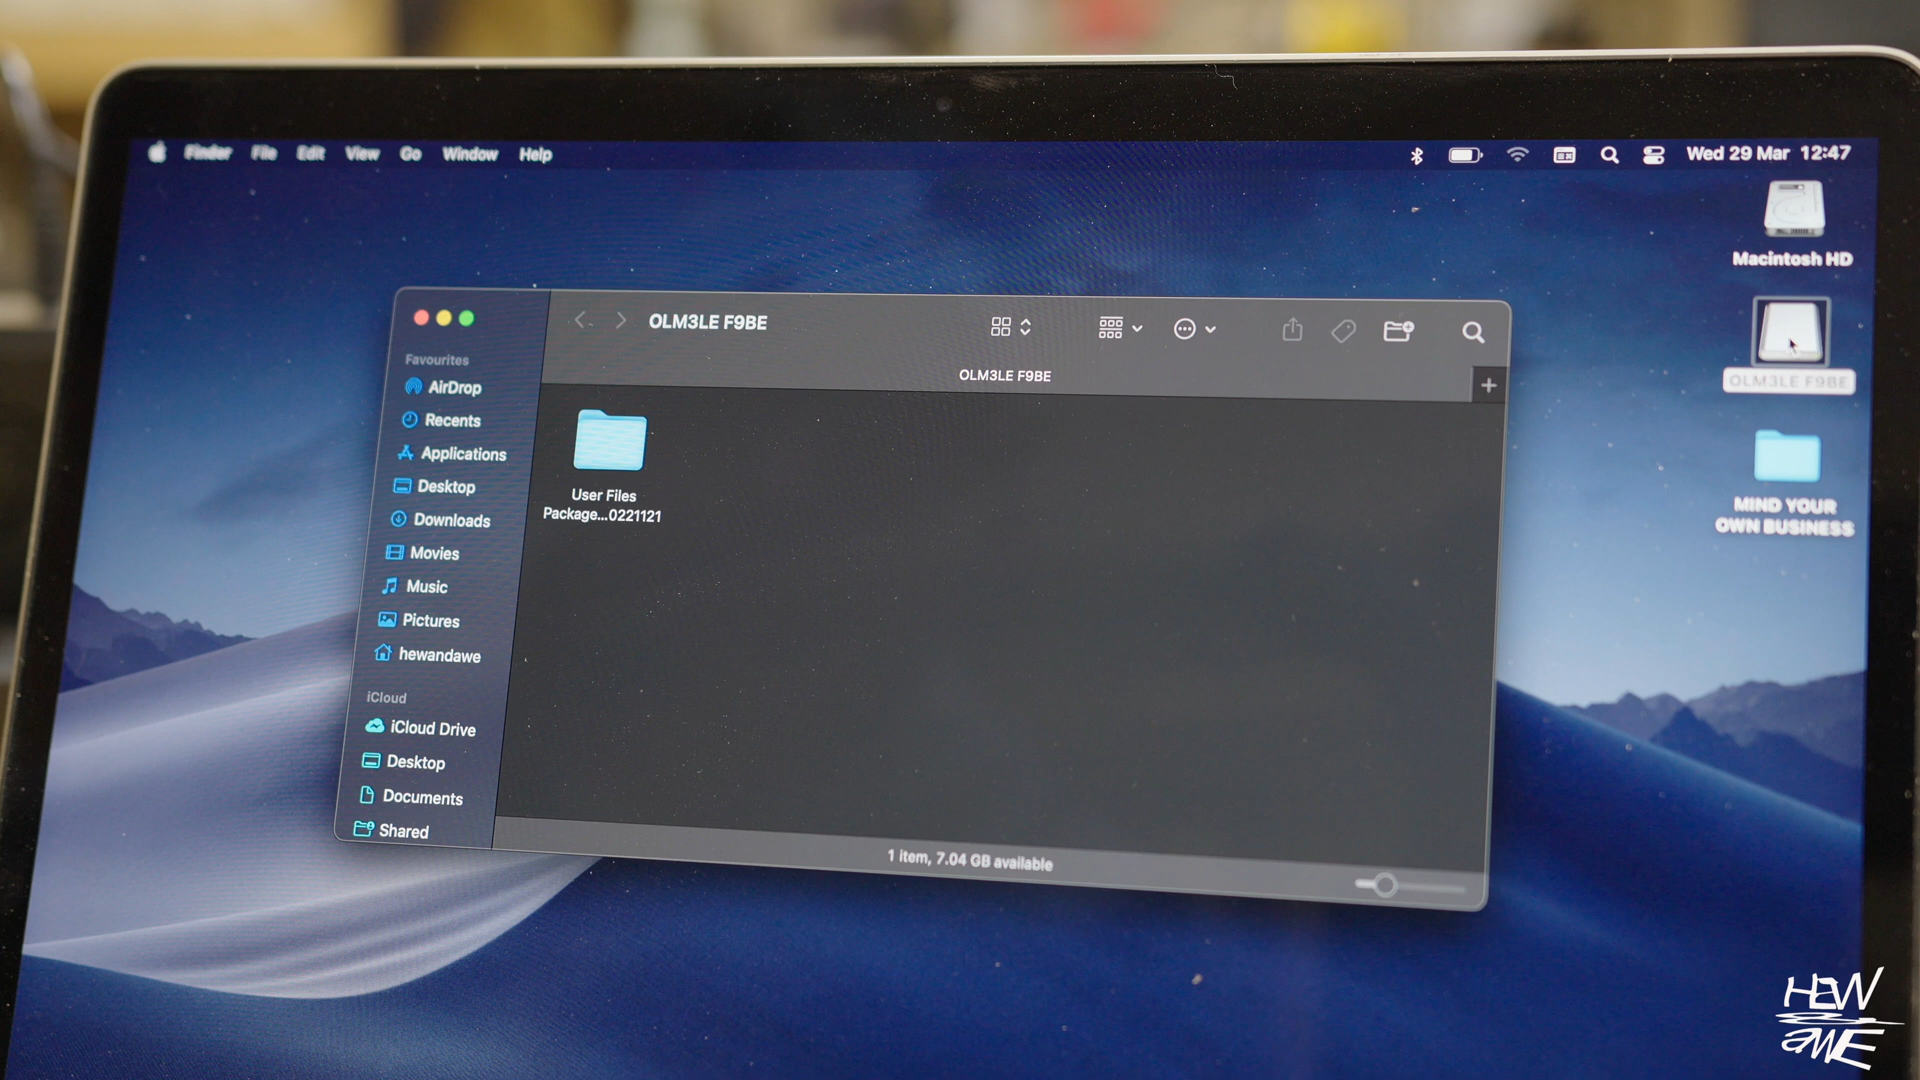 Finder File Edit View Go Window Help
Wed 29 Mar 12:47
Macintosh HD
OLM3LE F9BE
MIND YOUR
OWN BUSINESS
OLM3LE F9BE
OLM3LE F9BE
Favourites
AirDrop
Recents
Applications
Desktop
Downloads
Movies
Music
Pictures
hewandawe
iCloud
iCloud Drive
Desktop
Documents
Shared
User Files
Package...0221121
1 item, 7.04 GB available
HEW
&
aWE